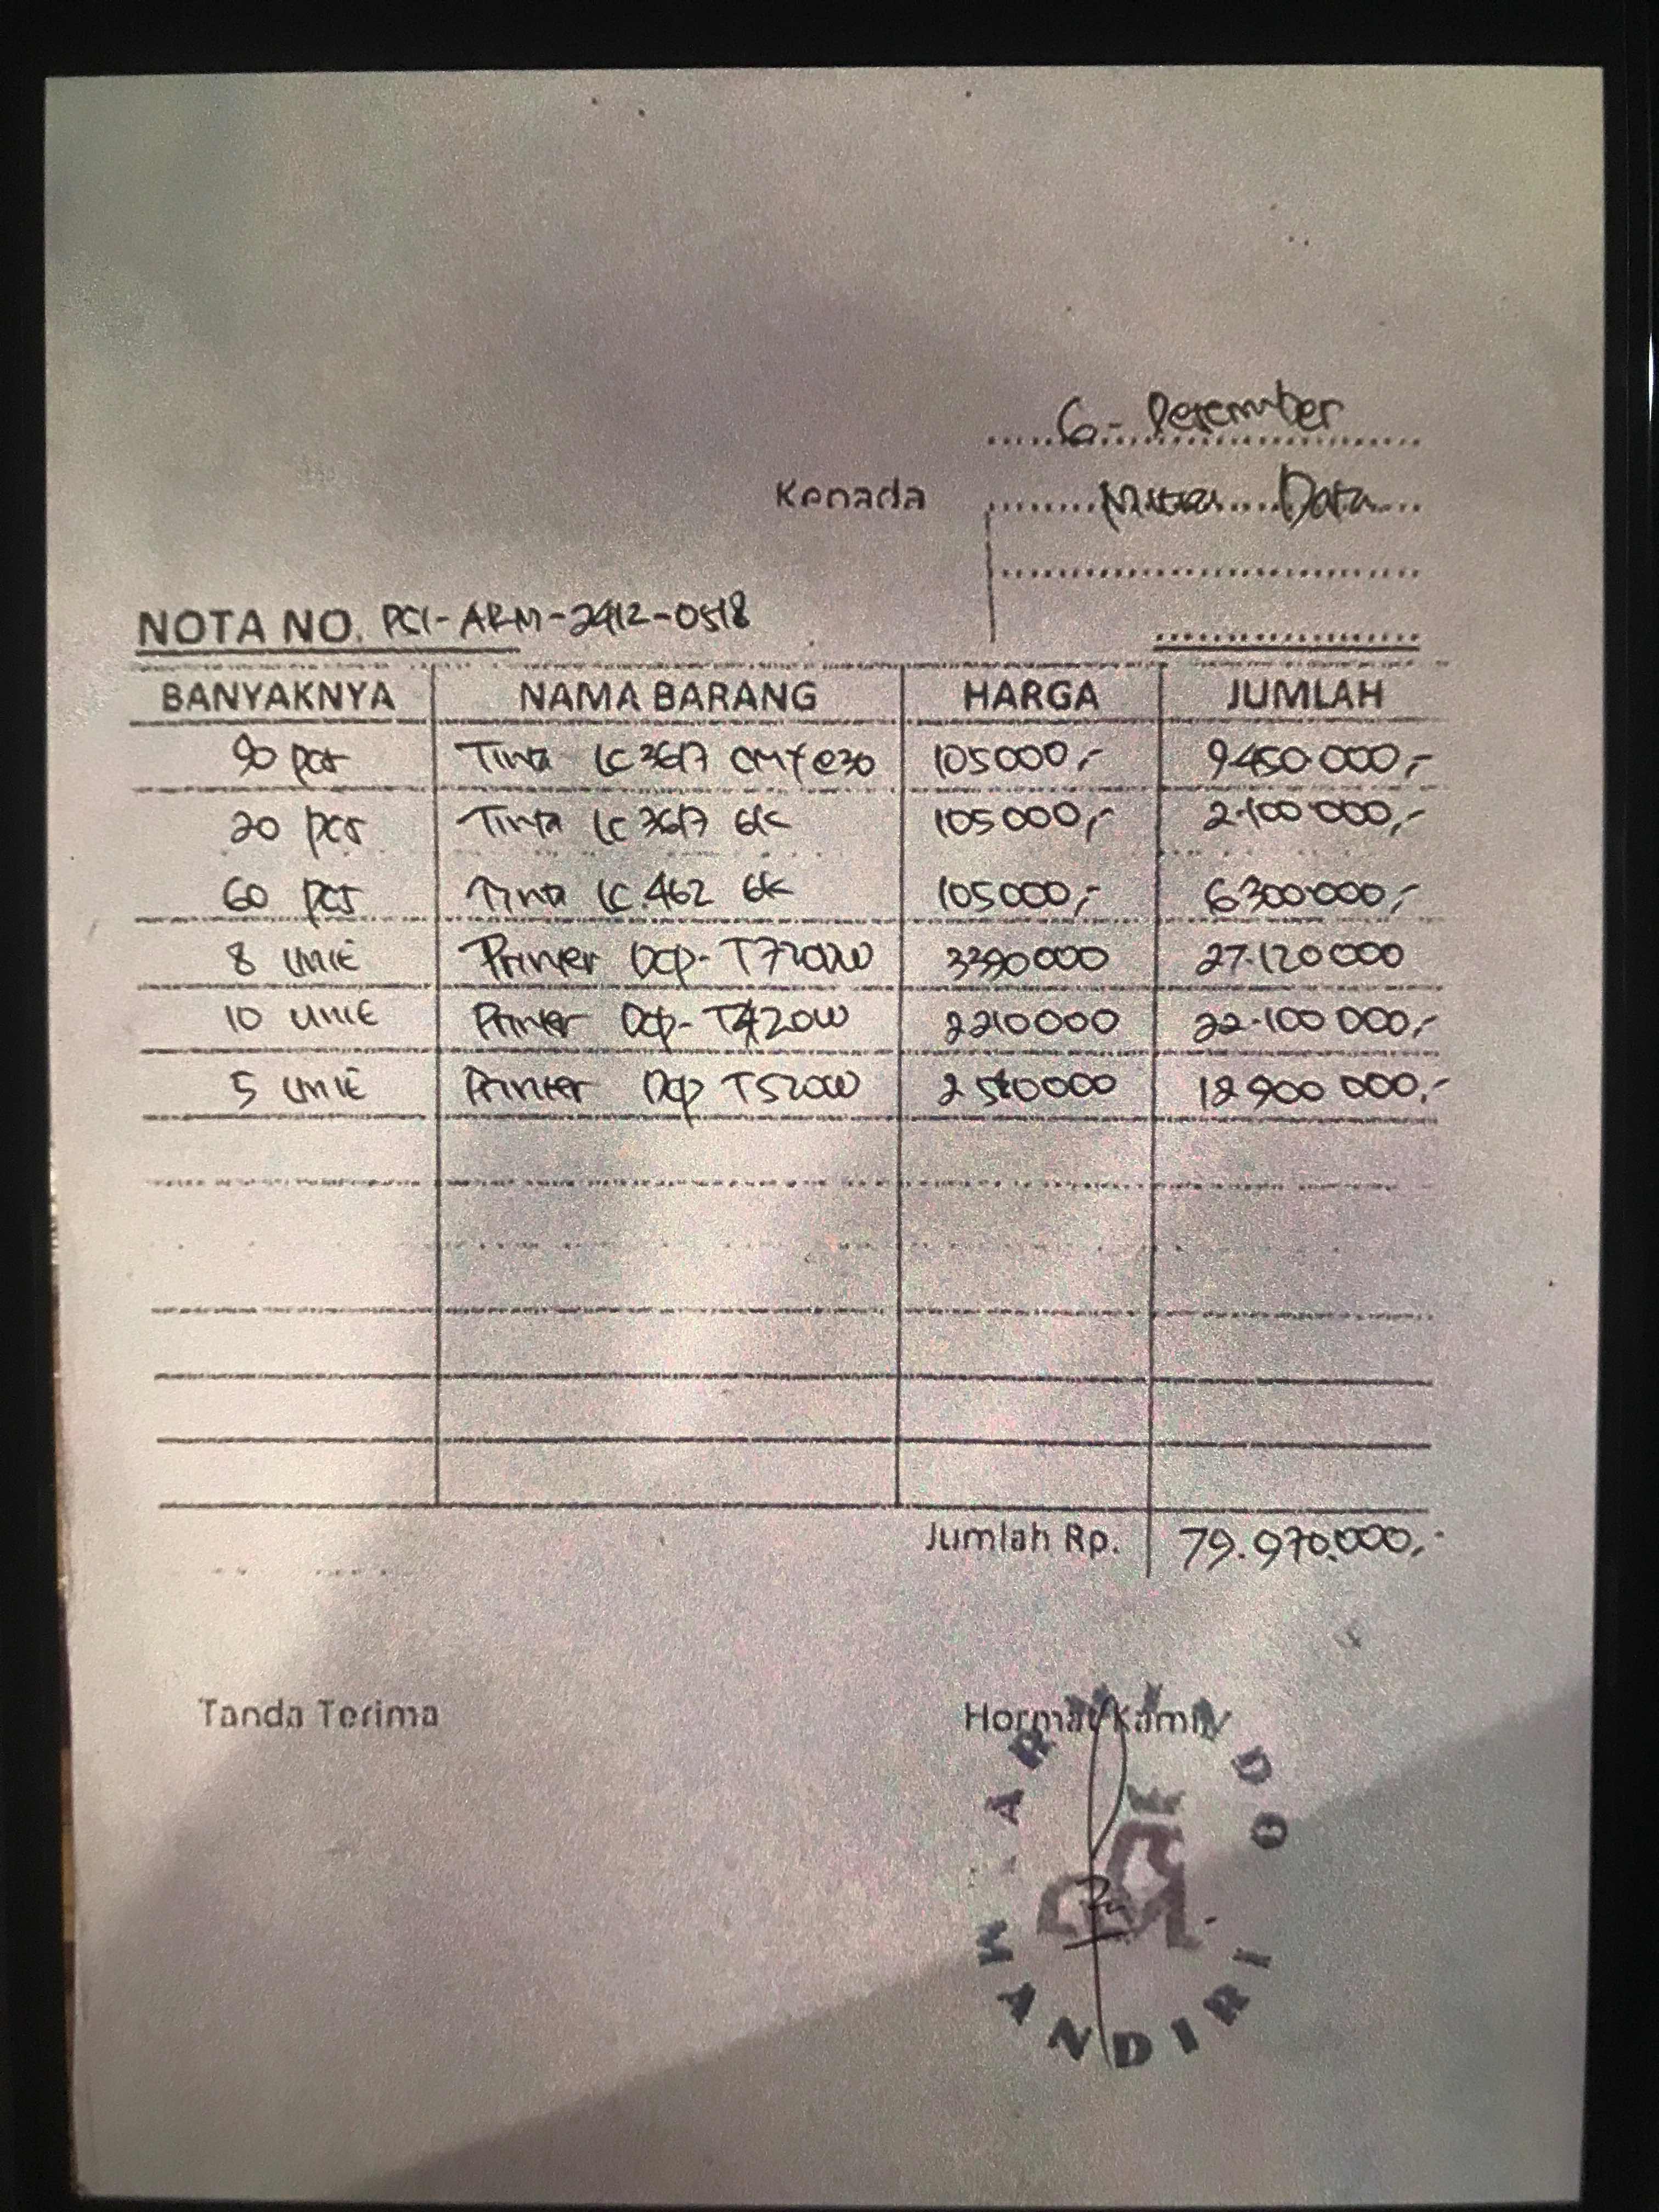 6 - Desember
Kepada Mitra Data
NOTA NO. PCI-ARM-2412-0518
BANYAKNYA NAMA BARANG HARGA JUMLAH
90 pcs Tinta LC 3617 CMY @30 105000,- 9450.000,-
20 pcs Tinta LC 3617 BK 105000,- 2.100.000,-
60 pcs Tinta LC 462 BK 105000,- 6300.000,-
8 unit Printer Dcp-T720DW 3390000 27.120000
10 unit Printer Dcp-T420W 2210000 22.100 000,-
5 unit Printer Dcp T520W 2580000 12900 000,-
Jumlah Rp. 79.970.000,-
Tanda Terima Hormat Kami
MANDIRI